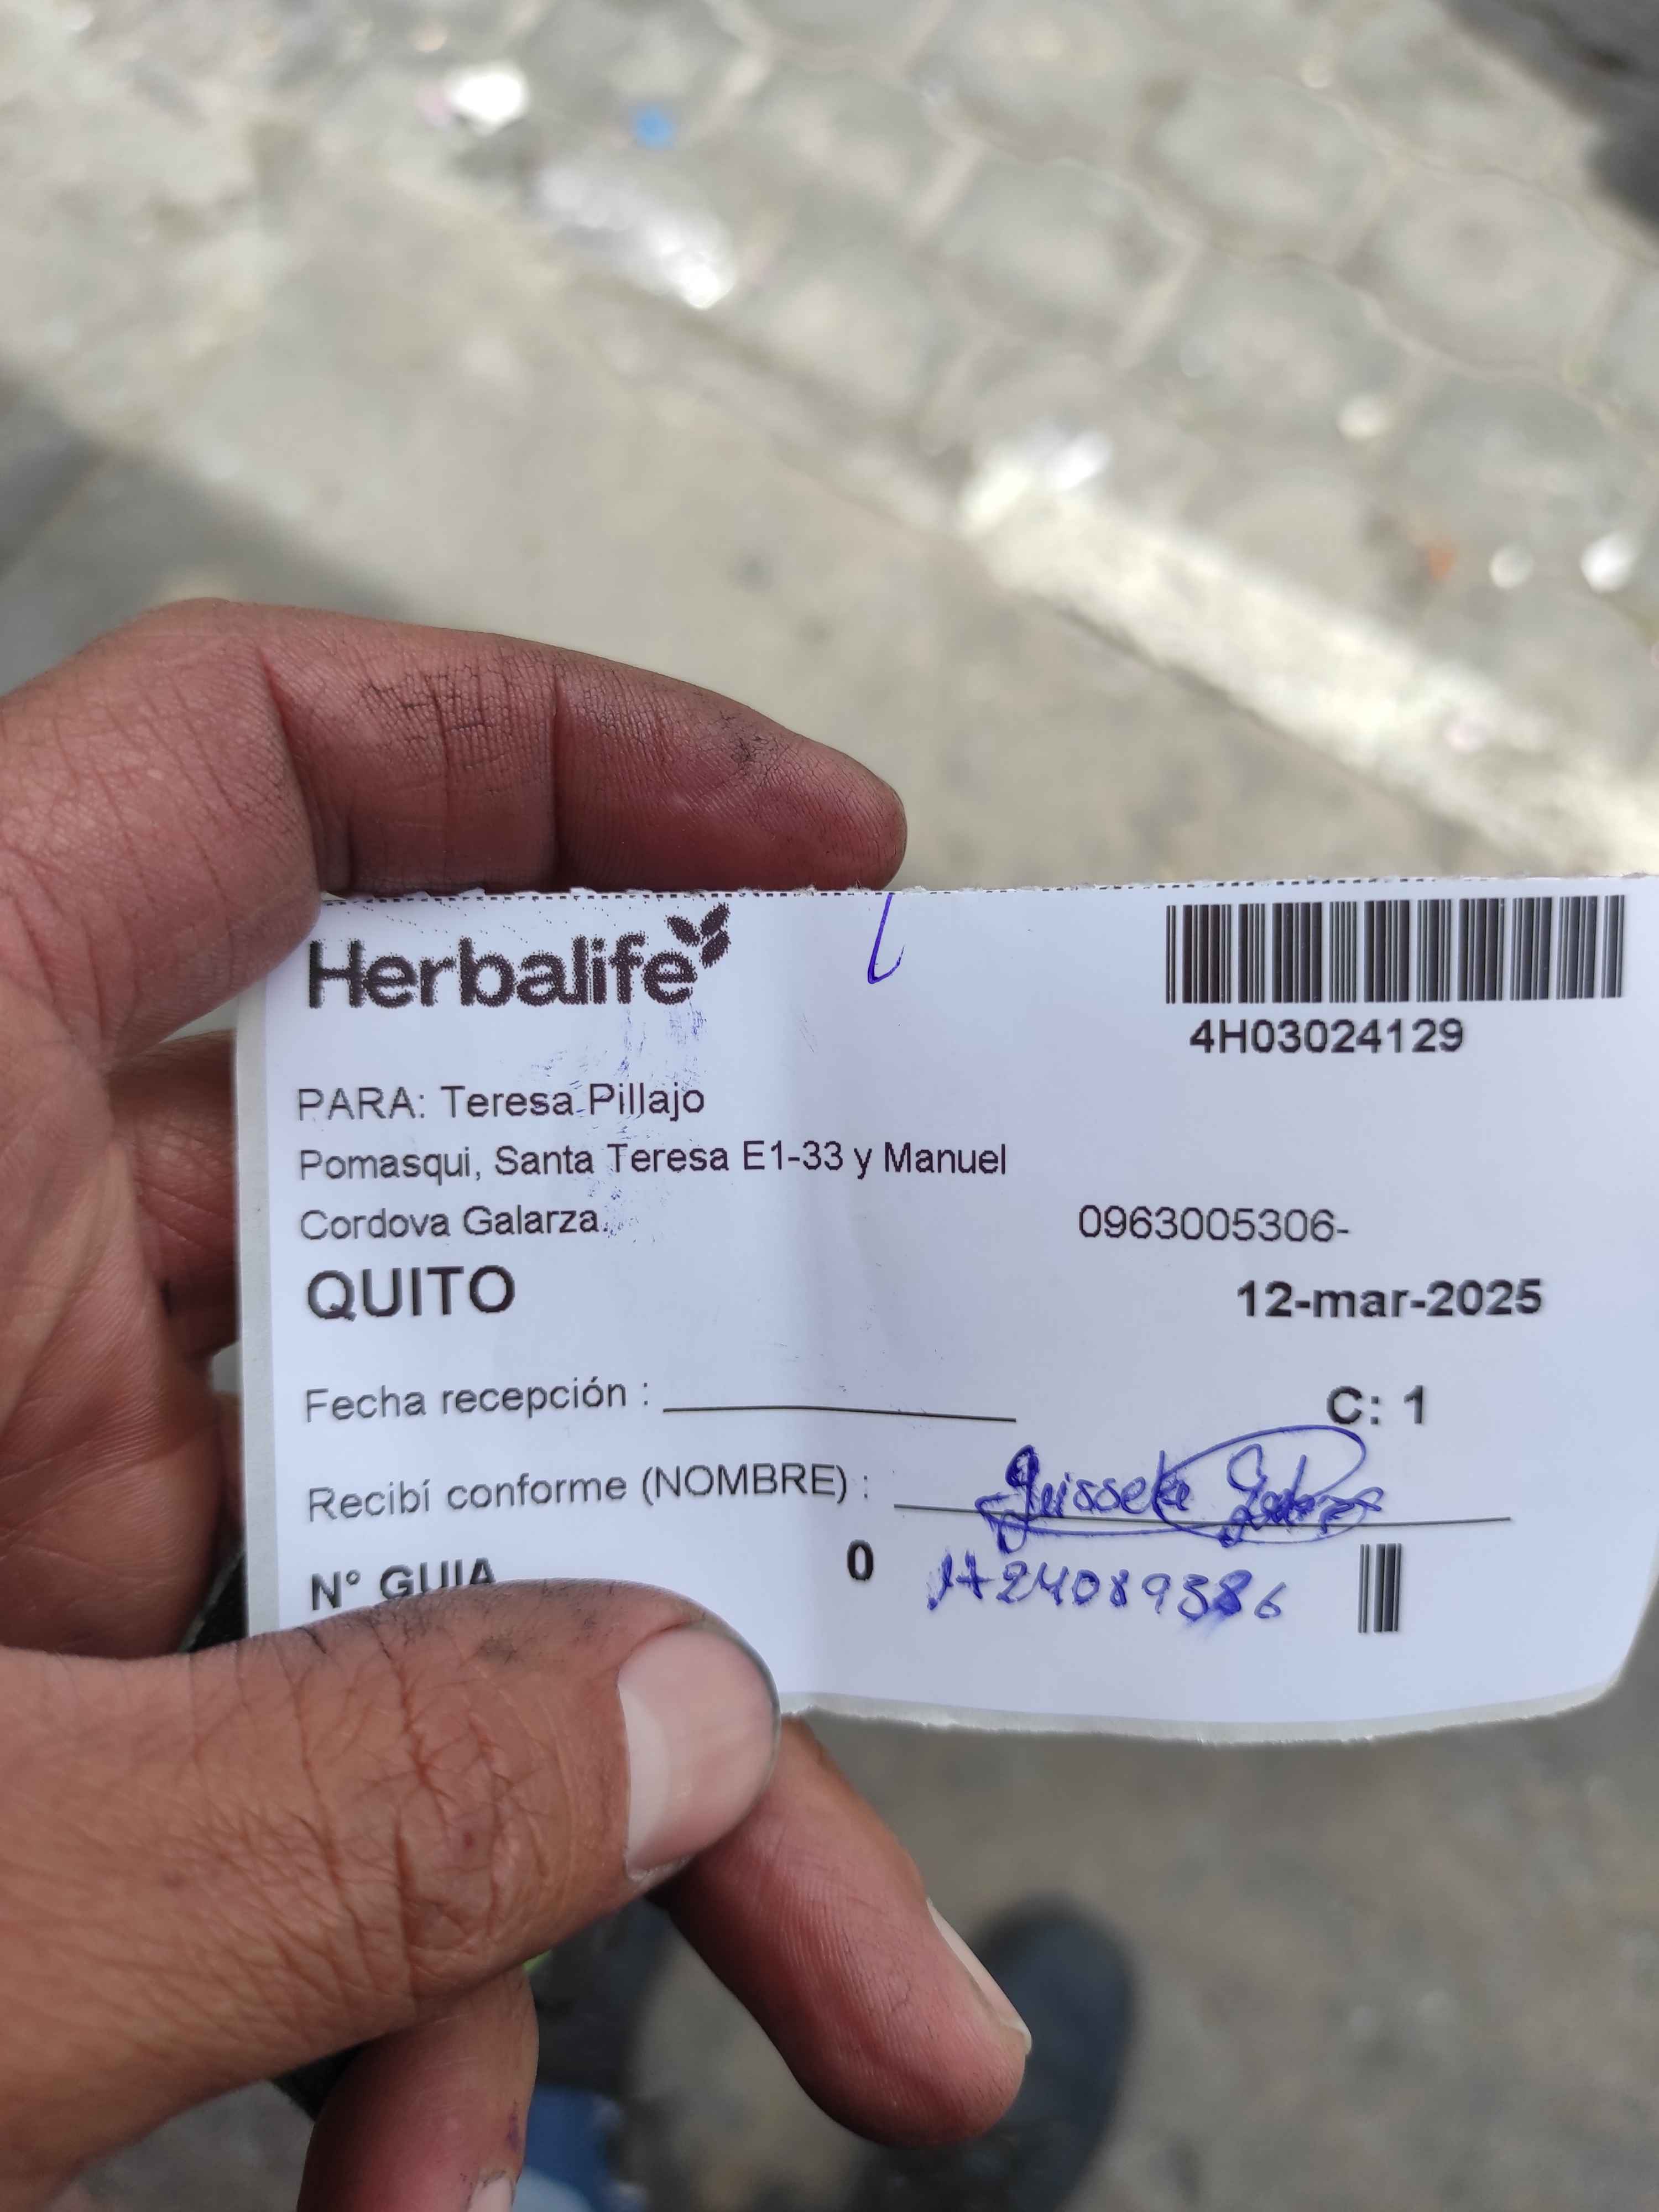 Herbalife
4H03024129
PARA: Teresa Pillajo
Pomasqui, Santa Teresa E1-33 y Manuel
Cordova Galarza.
0963005306-
QUITO
12-mar-2025
Fecha recepción :
C: 1
Recibí conforme (NOMBRE) :
N° GUIA
0